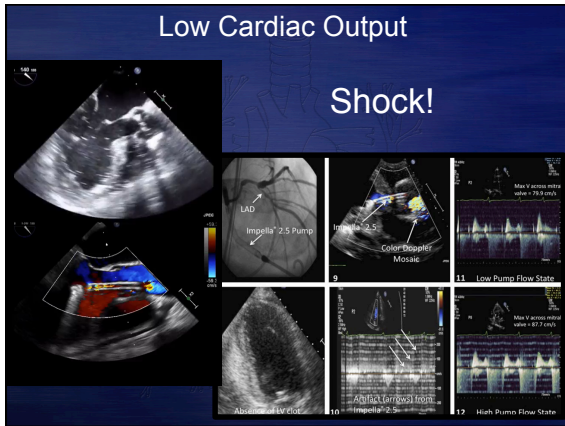 Low Cardiac Output
Shock!
140
JPEG
LAD
Impella® 2.5 Pump
Impella® 2.5
Color Doppler
Mosaic
9
Max V across mitral
valve = 79.9 cm/s
11 Low Pump Flow State
Absence of LV clot
Artifact (arrows) from
10 Impella® 2.5
Max V across mitral
valve = 87.7 cm/s
12 High Pump Flow State